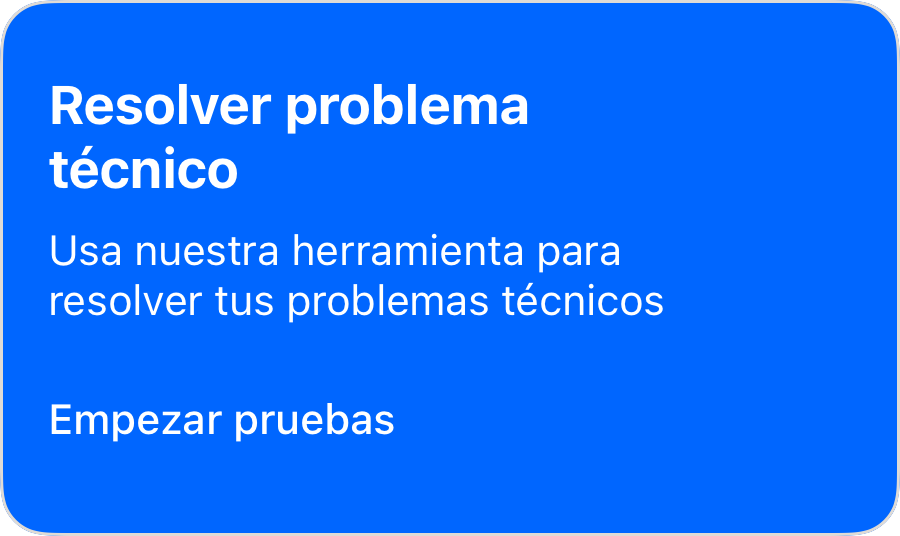 Resolver problema
técnico
Usa nuestra herramienta para
resolver tus problemas técnicos
Empezar pruebas